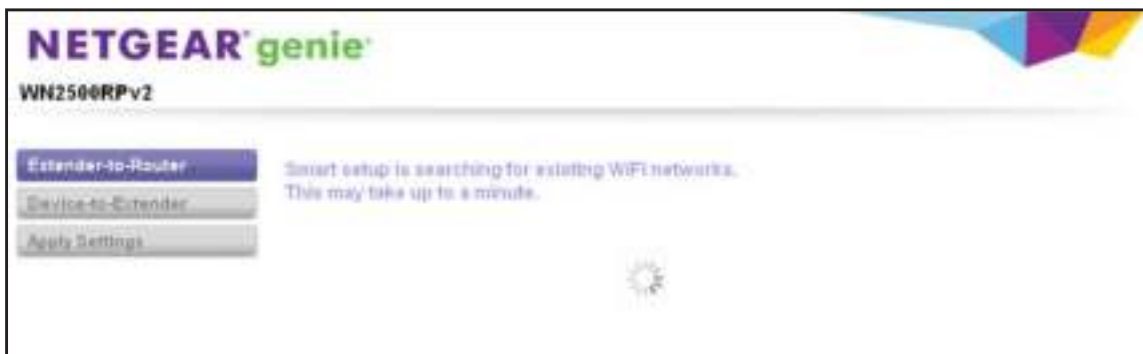 NETGEAR® genie®
WN2500RPv2
Extender-to-Router
Device-to-Extender
Apply Settings
Smart setup is searching for existing WiFi networks.
This may take up to a minute.